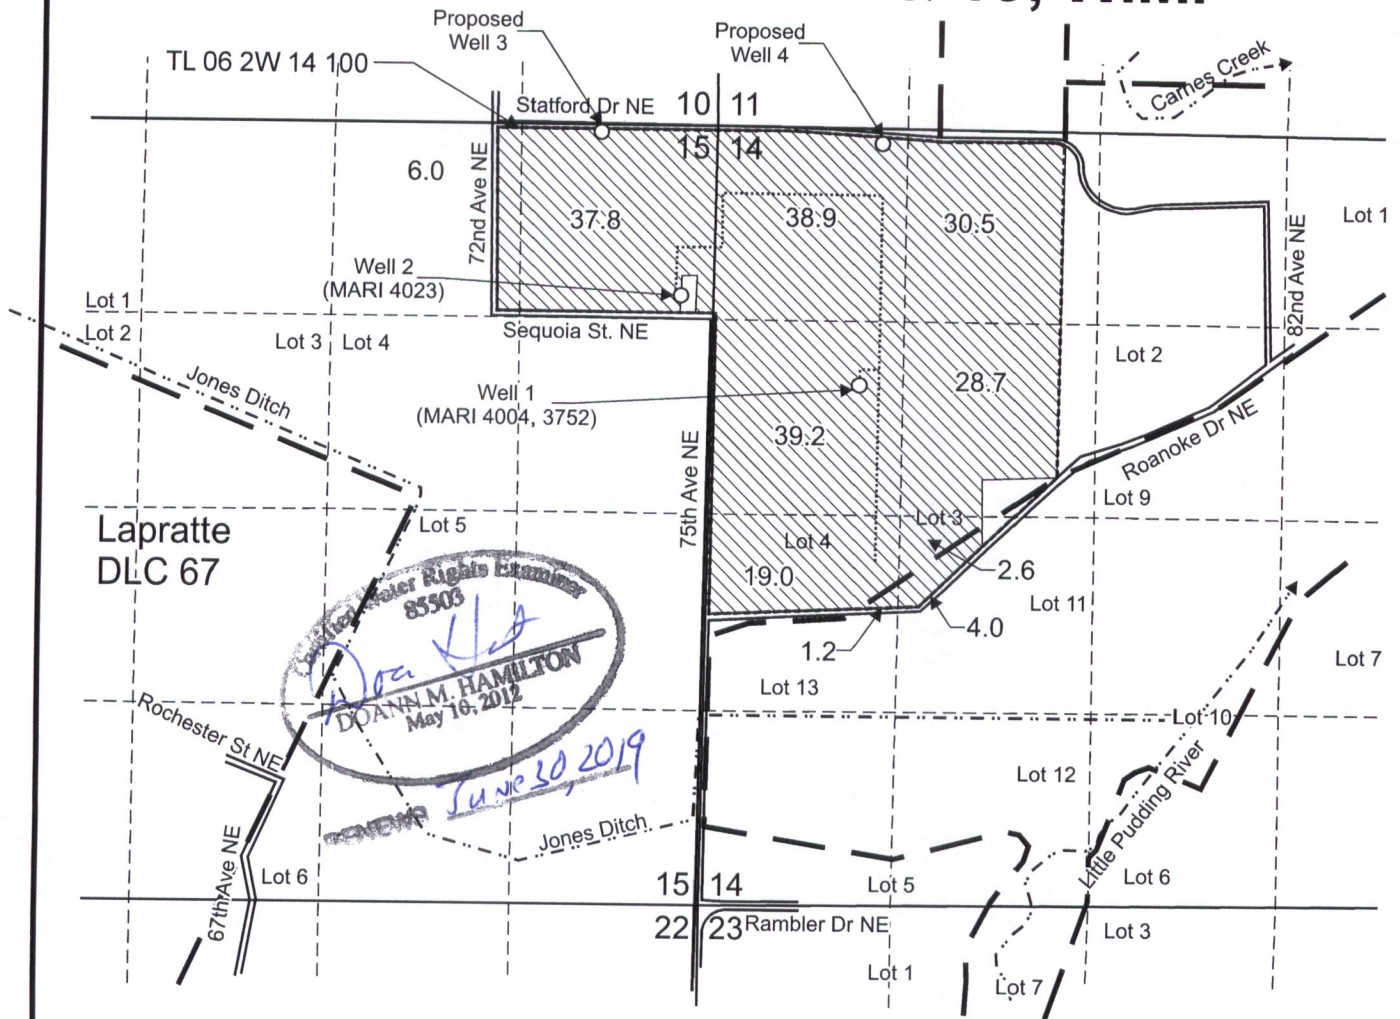 Proposed
Well 3
Proposed
Well 4
TL 06 2W 14 100
Carnes Creek
Statford Dr NE
10 11
15 14
6.0
72nd Ave NE
37.8
38.9
30.5
Lot 1
82nd Ave NE
Well 2
(MARI 4023)
Lot 1
Lot 2
Sequoia St. NE
Lot 3
Lot 4
Lot 2
Jones Ditch
Well 1
(MARI 4004, 3752)
28.7
39.2
Roanoke Dr NE
75th Ave NE
Lot 9
Lapratte
DLC 67
Lot 5
Lot 3
Lot 4
19.0
2.6
Lot 11
4.0
1.2
Certified Water Rights Examiner
85503
DOANN M. HAMILTON
May 10, 2012
RENEWS June 30, 2019
Lot 7
Lot 13
Rochester St NE
Lot 10
Lot 12
Little Pudding River
Jones Ditch
67th Ave NE
Lot 6
15 14
Lot 5
Lot 6
22 23
Rambler Dr NE
Lot 3
Lot 1
Lot 7